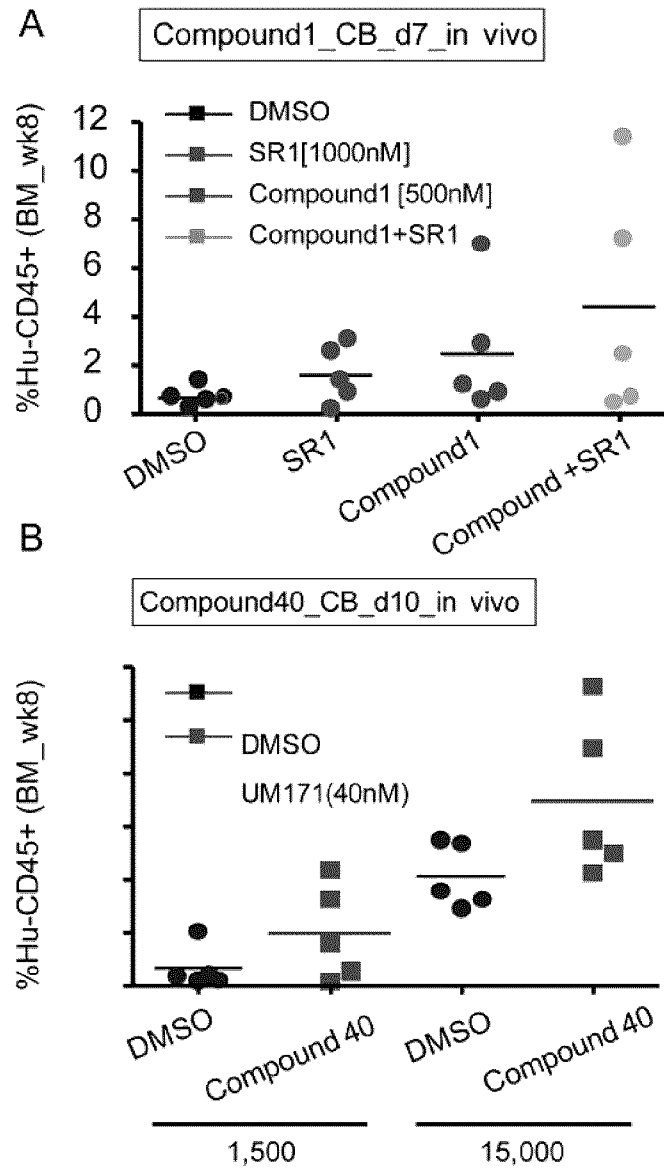 A
Compound1_CB_d7_in vivo
%Hu-CD45+ (BM_wk8)
12
10
8
6
4
2
0
DMSO
SR1[1000nM]
Compound1 [500nM]
Compound1+SR1
DMSO
SR1
Compound1
Compound +SR1
B
Compound40_CB_d10_in vivo
%Hu-CD45+ (BM_wk8)
DMSO
UM171(40nM)
DMSO
Compound 40
DMSO
Compound 40
1,500
15,000